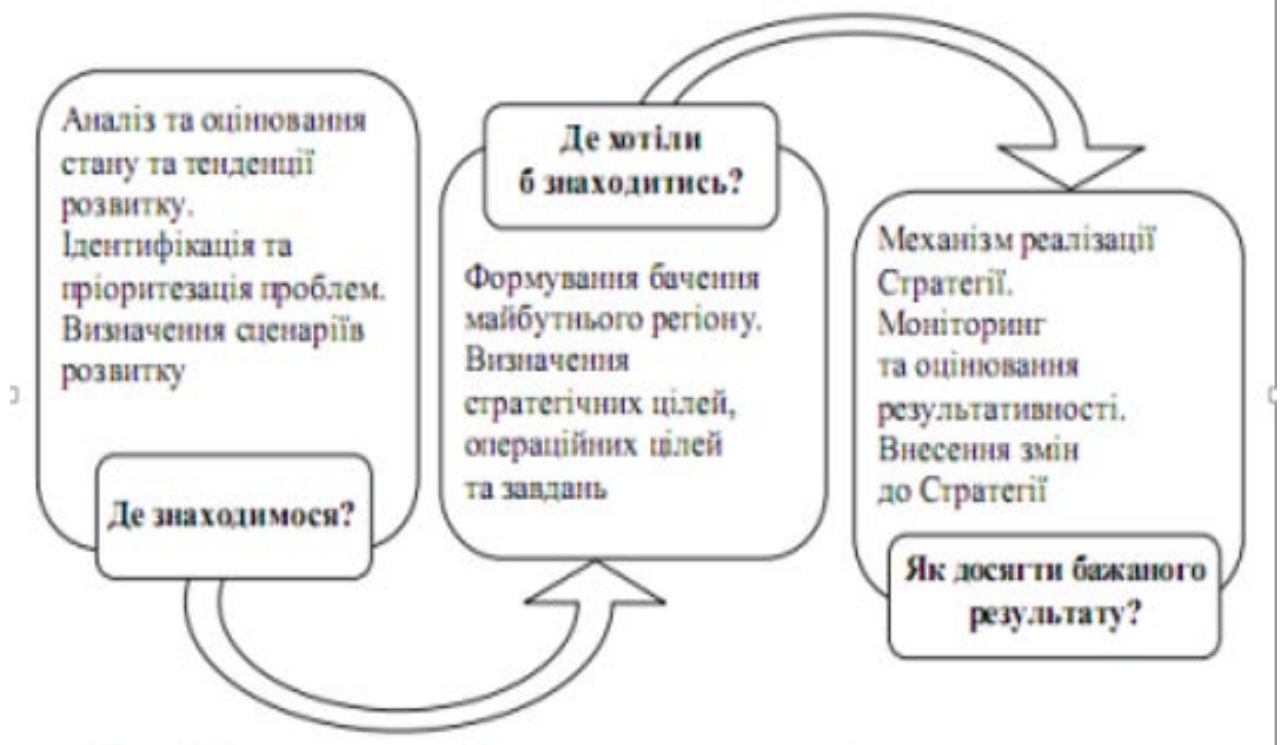 Аналіз та оцінювання
стану та тенденції
розвитку.
Ідентифікація та
пріоритезація проблем.
Визначення сценаріїв
розвитку
Де знаходимося?
Де хотіли
б знаходитись?
Формування бачення
майбутнього регіону.
Визначення
стратегічних цілей,
операційних цілей
та завдань
Механізм реалізації
Стратегії.
Моніторинг
та оцінювання
результативності.
Внесення змін
до Стратегії
Як досягти бажаного
результату?